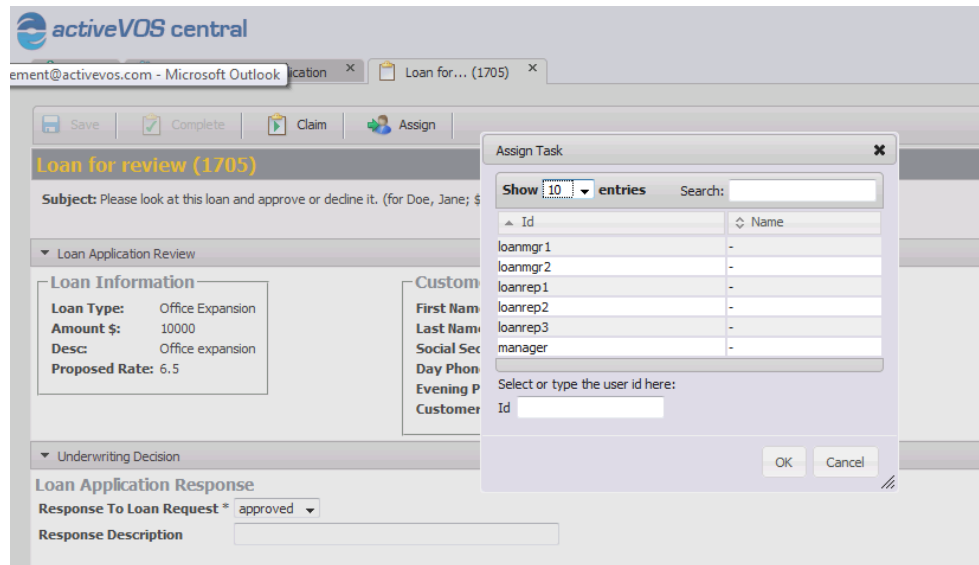 activeVOS central
ement@activevos.com - Microsoft Outlook
ication × Loan for... (1705) ×
Save Complete Claim Assign
Loan for review (1705)
Subject: Please look at this loan and approve or decline it. (for Doe, Jane; $
Loan Application Review
Loan Information
Loan Type: Office Expansion
Amount $: 10000
Desc: Office expansion
Proposed Rate: 6.5
Custom
First Nam
Last Nam
Social Sec
Day Phon
Evening P
Customer
Underwriting Decision
Loan Application Response
Response To Loan Request * approved
Response Description
Assign Task
Show 10 entries Search:
Id Name
loanmgr1 -
loanmgr2 -
loanrep1 -
loanrep2 -
loanrep3 -
manager -
Select or type the user id here:
Id
OK Cancel